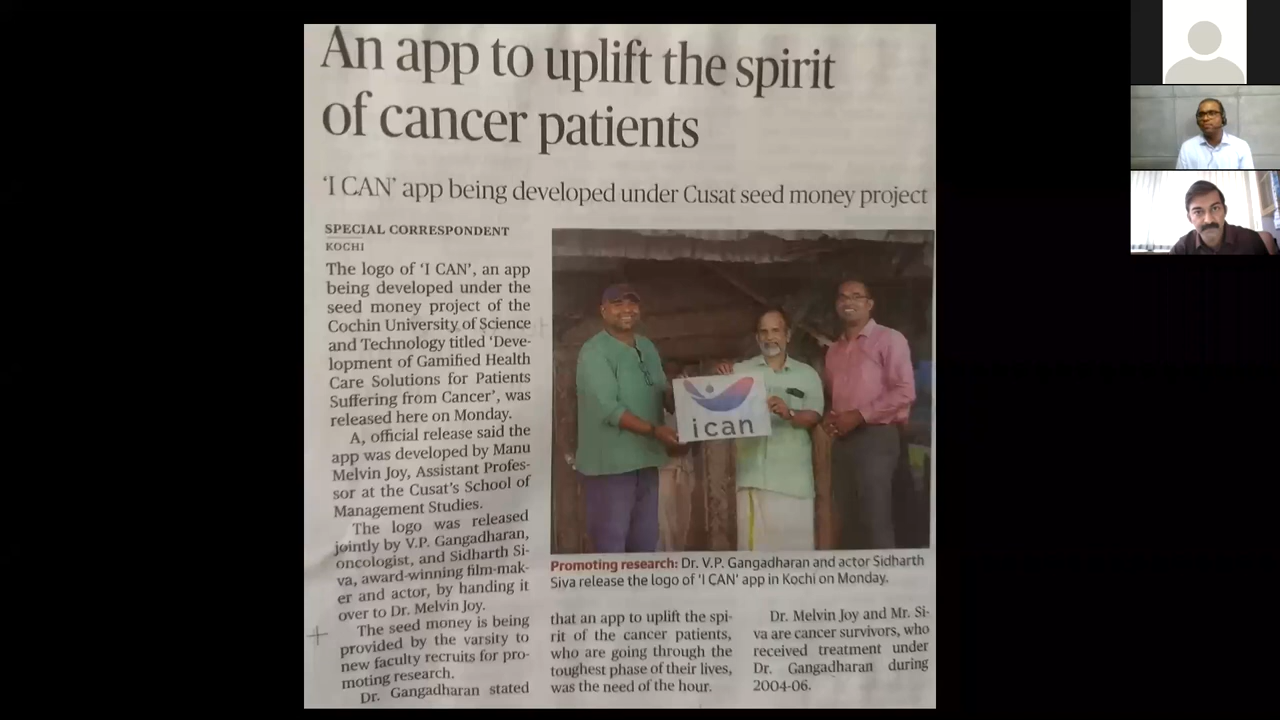 An app to uplift the spirit
of cancer patients
‘I CAN’ app being developed under Cusat seed money project
SPECIAL CORRESPONDENT
KOCHI
The logo of ‘I CAN’, an app
being developed under the
seed money project of the
Cochin University of Science
and Technology titled ‘Deve-
lopment of Gamified Health
Care Solutions for Patients
Suffering from Cancer’, was
released here on Monday.
A, official release said the
app was developed by Manu
Melvin Joy, Assistant Profes-
sor at the Cusat’s School of
Management Studies.
The logo was released
jointly by V.P. Gangadharan,
oncologist, and Sidharth Si-
va, award-winning film-mak-
er and actor, by handing it
over to Dr. Melvin Joy.
The seed money is being
provided by the varsity to
new faculty recruits for pro-
moting research.
Dr. Gangadharan stated
ican
Promoting research: Dr. V.P. Gangadharan and actor Sidharth
Siva release the logo of ‘I CAN’ app in Kochi on Monday.
that an app to uplift the spi-
rit of the cancer patients,
who are going through the
toughest phase of their lives,
was the need of the hour.
Dr. Melvin Joy and Mr. Si-
va are cancer survivors, who
received treatment under
Dr. Gangadharan during
2004-06.